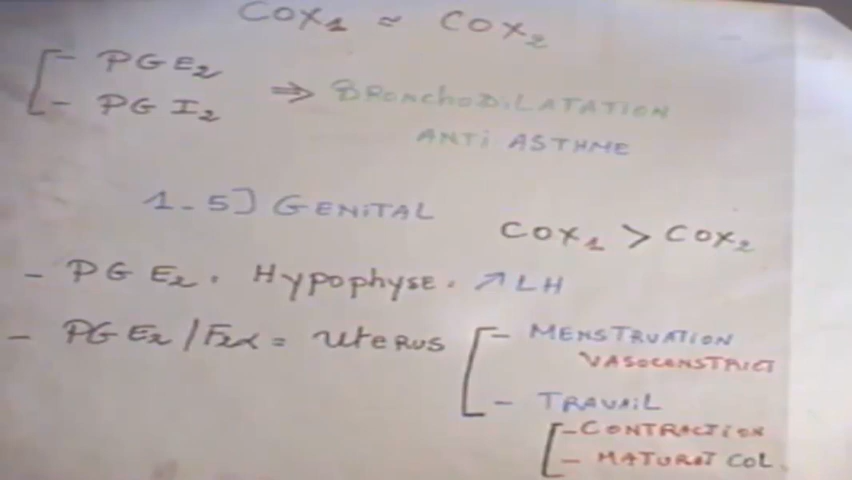 COX1 ≈ COX2
- PGE2
- PGI2
⇒ BRONCHODILATATION
ANTI ASTHME
1-5] GENITAL
COX1 > COX2
- PGE2. Hypophyse. ↗LH
- PGE2/F2α = uterus
- MENSTRUATION
VASOCONSTRICT
- TRAVAIL
- CONTRACTION
- MATURAT COL